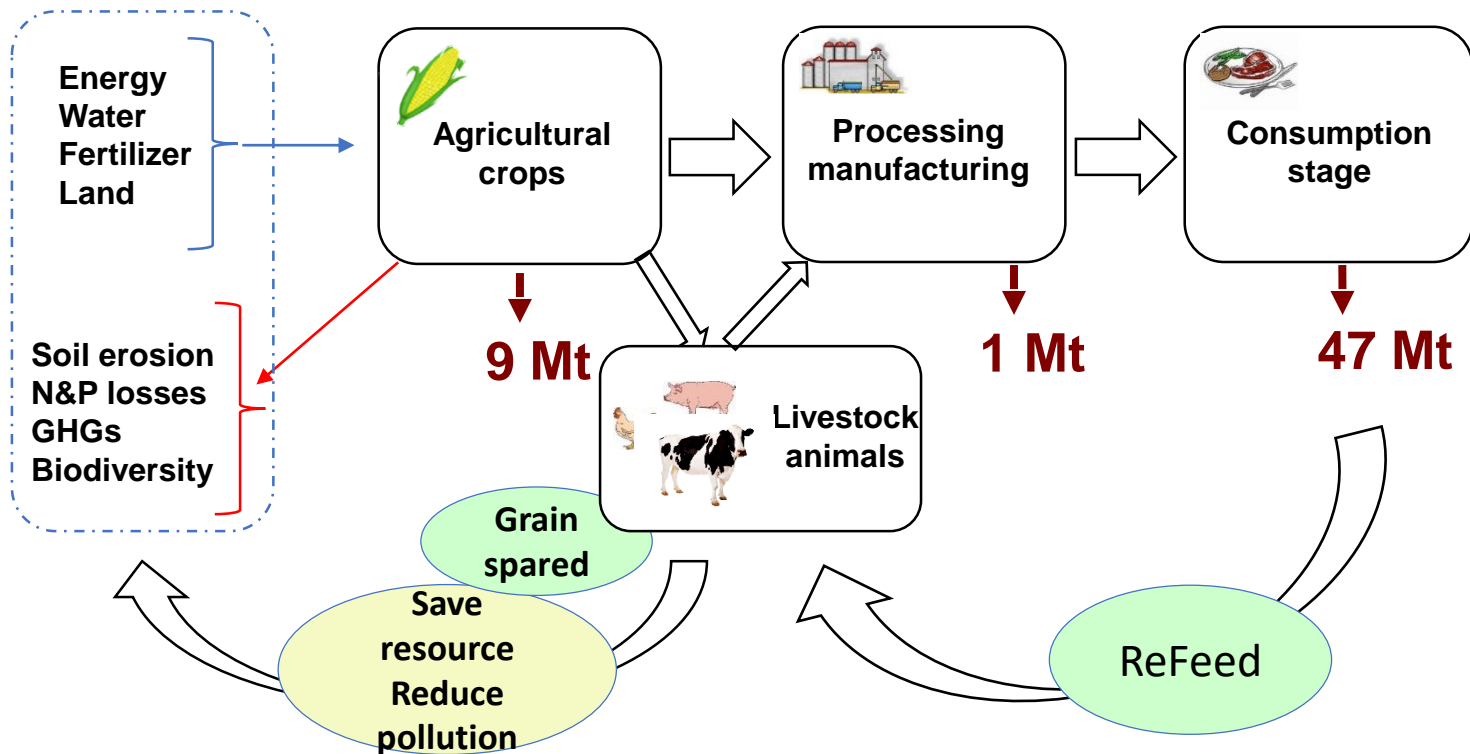 Energy
Water
Fertilizer
Land
Agricultural
crops
Processing
manufacturing
Consumption
stage
Soil erosion
N&P losses
GHGs
Biodiversity
9 Mt
1 Mt
47 Mt
Livestock
animals
Grain
spared
Save
resource
Reduce
pollution
ReFeed